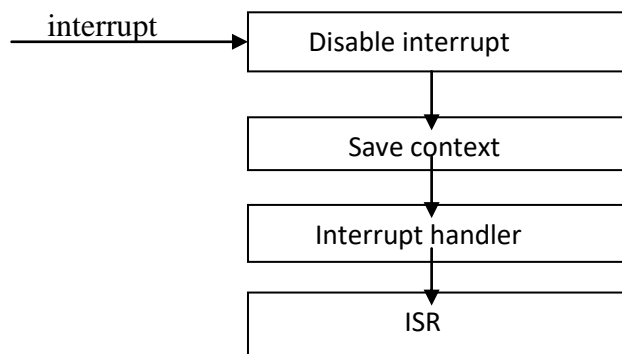 interrupt
Disable interrupt
Save context
Interrupt handler
ISR